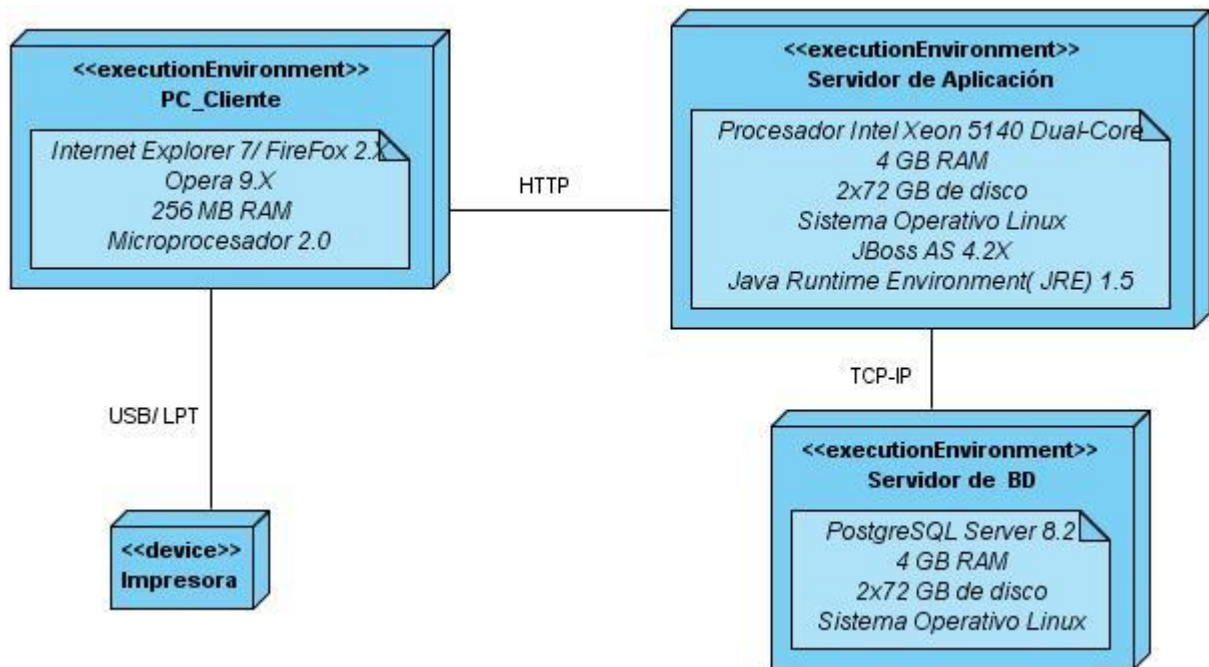 <<executionEnvironment>>
PC_Cliente
Internet Explorer 7/ FireFox 2.X
Opera 9.X
256 MB RAM
Microprocesador 2.0
HTTP
<<executionEnvironment>>
Servidor de Aplicación
Procesador Intel Xeon 5140 Dual-Core
4 GB RAM
2x72 GB de disco
Sistema Operativo Linux
JBoss AS 4.2X
Java Runtime Environment( JRE) 1.5
USB/ LPT
TCP-IP
<<device>>
Impresora
<<executionEnvironment>>
Servidor de BD
PostgreSQL Server 8.2
4 GB RAM
2x72 GB de disco
Sistema Operativo Linux